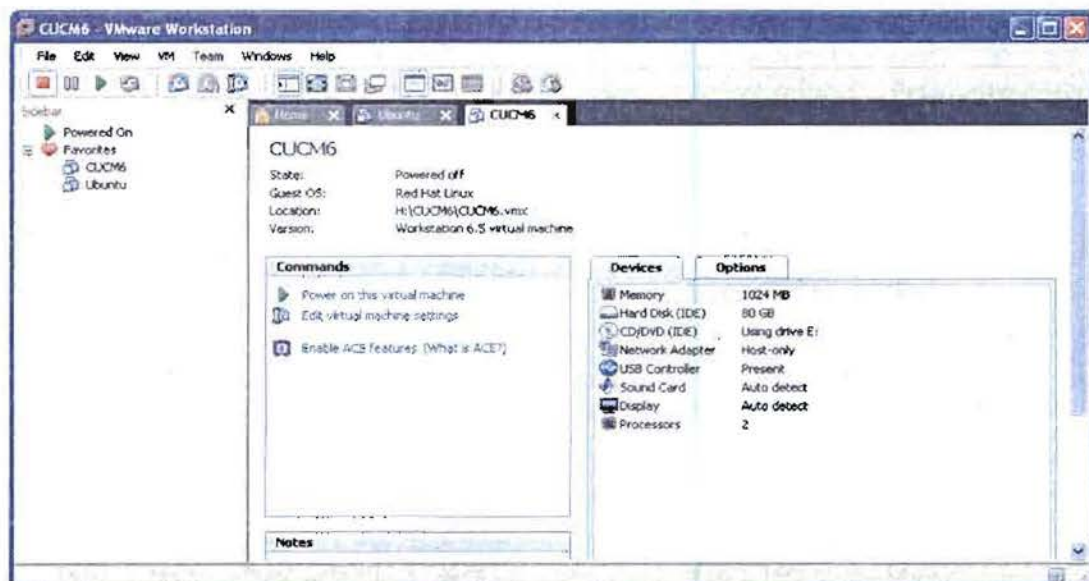 CUCM6 - VMware Workstation
File Edit View VM Team Windows Help
Sidebar
Powered On
Favorites
CUCM6
Ubuntu
Home Ubuntu CUCM6
CUCM6
State: Powered off
Guest OS: Red Hat Linux
Location: H:\CUCM6\CUCM6.vmx
Version: Workstation 6.5 virtual machine
Commands
Power on this virtual machine
Edit virtual machine settings
Enable ACE features (What is ACE?)
Notes
Devices Options
Memory 1024 MB
Hard Disk (IDE) 80 GB
CD/DVD (IDE) Using drive E:
Network Adapter Host-only
USB Controller Present
Sound Card Auto detect
Display Auto detect
Processors 2